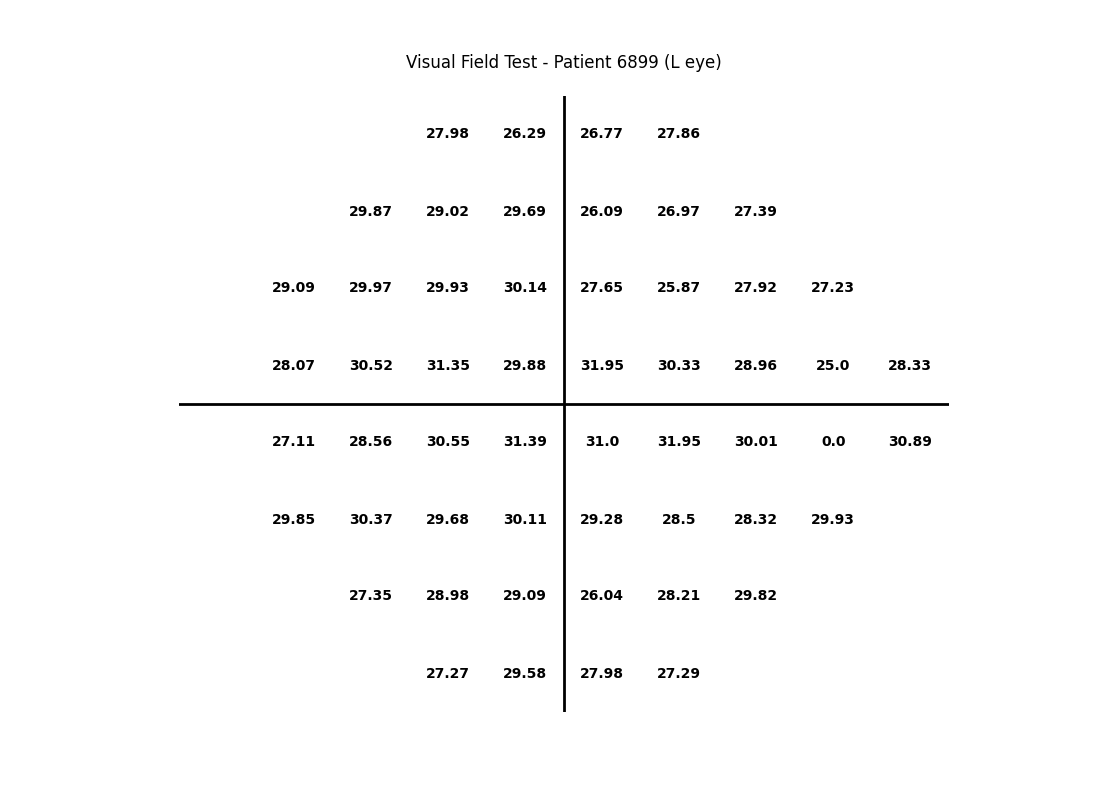 Visual Field Test - Patient 6899 (L eye)
27.98 26.29 26.77 27.86
29.87 29.02 29.69 26.09 26.97 27.39
29.09 29.97 29.93 30.14 27.65 25.87 27.92 27.23
28.07 30.52 31.35 29.88 31.95 30.33 28.96 25.0 28.33
27.11 28.56 30.55 31.39 31.0 31.95 30.01 0.0 30.89
29.85 30.37 29.68 30.11 29.28 28.5 28.32 29.93
27.35 28.98 29.09 26.04 28.21 29.82
27.27 29.58 27.98 27.29